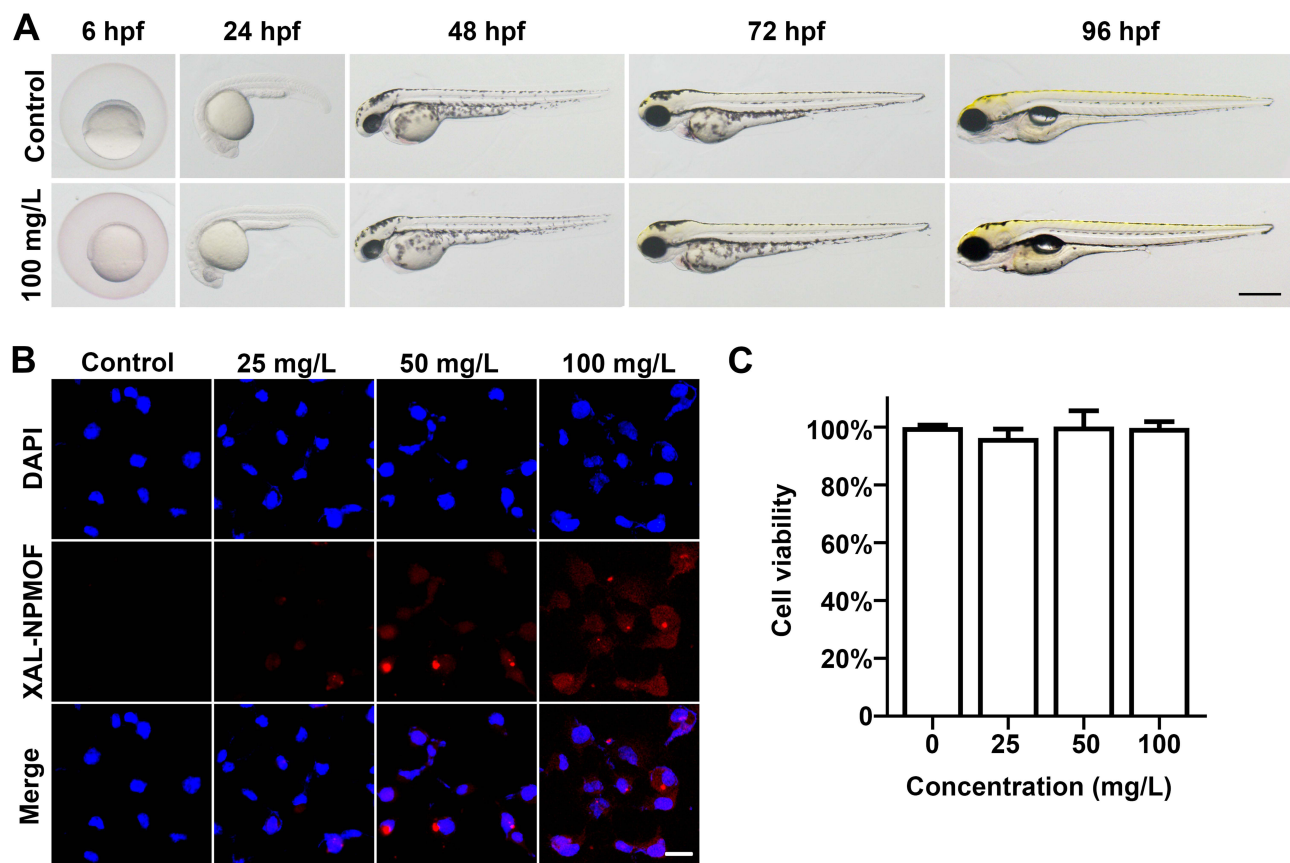 A
6 hpf 24 hpf 48 hpf 72 hpf 96 hpf
Control
100 mg/L
B
Control 25 mg/L 50 mg/L 100 mg/L
DAPI
XAL-NPMOF
Merge
C
100%
80%
60%
40%
20%
0
Cell viability
0 25 50 100
Concentration (mg/L)